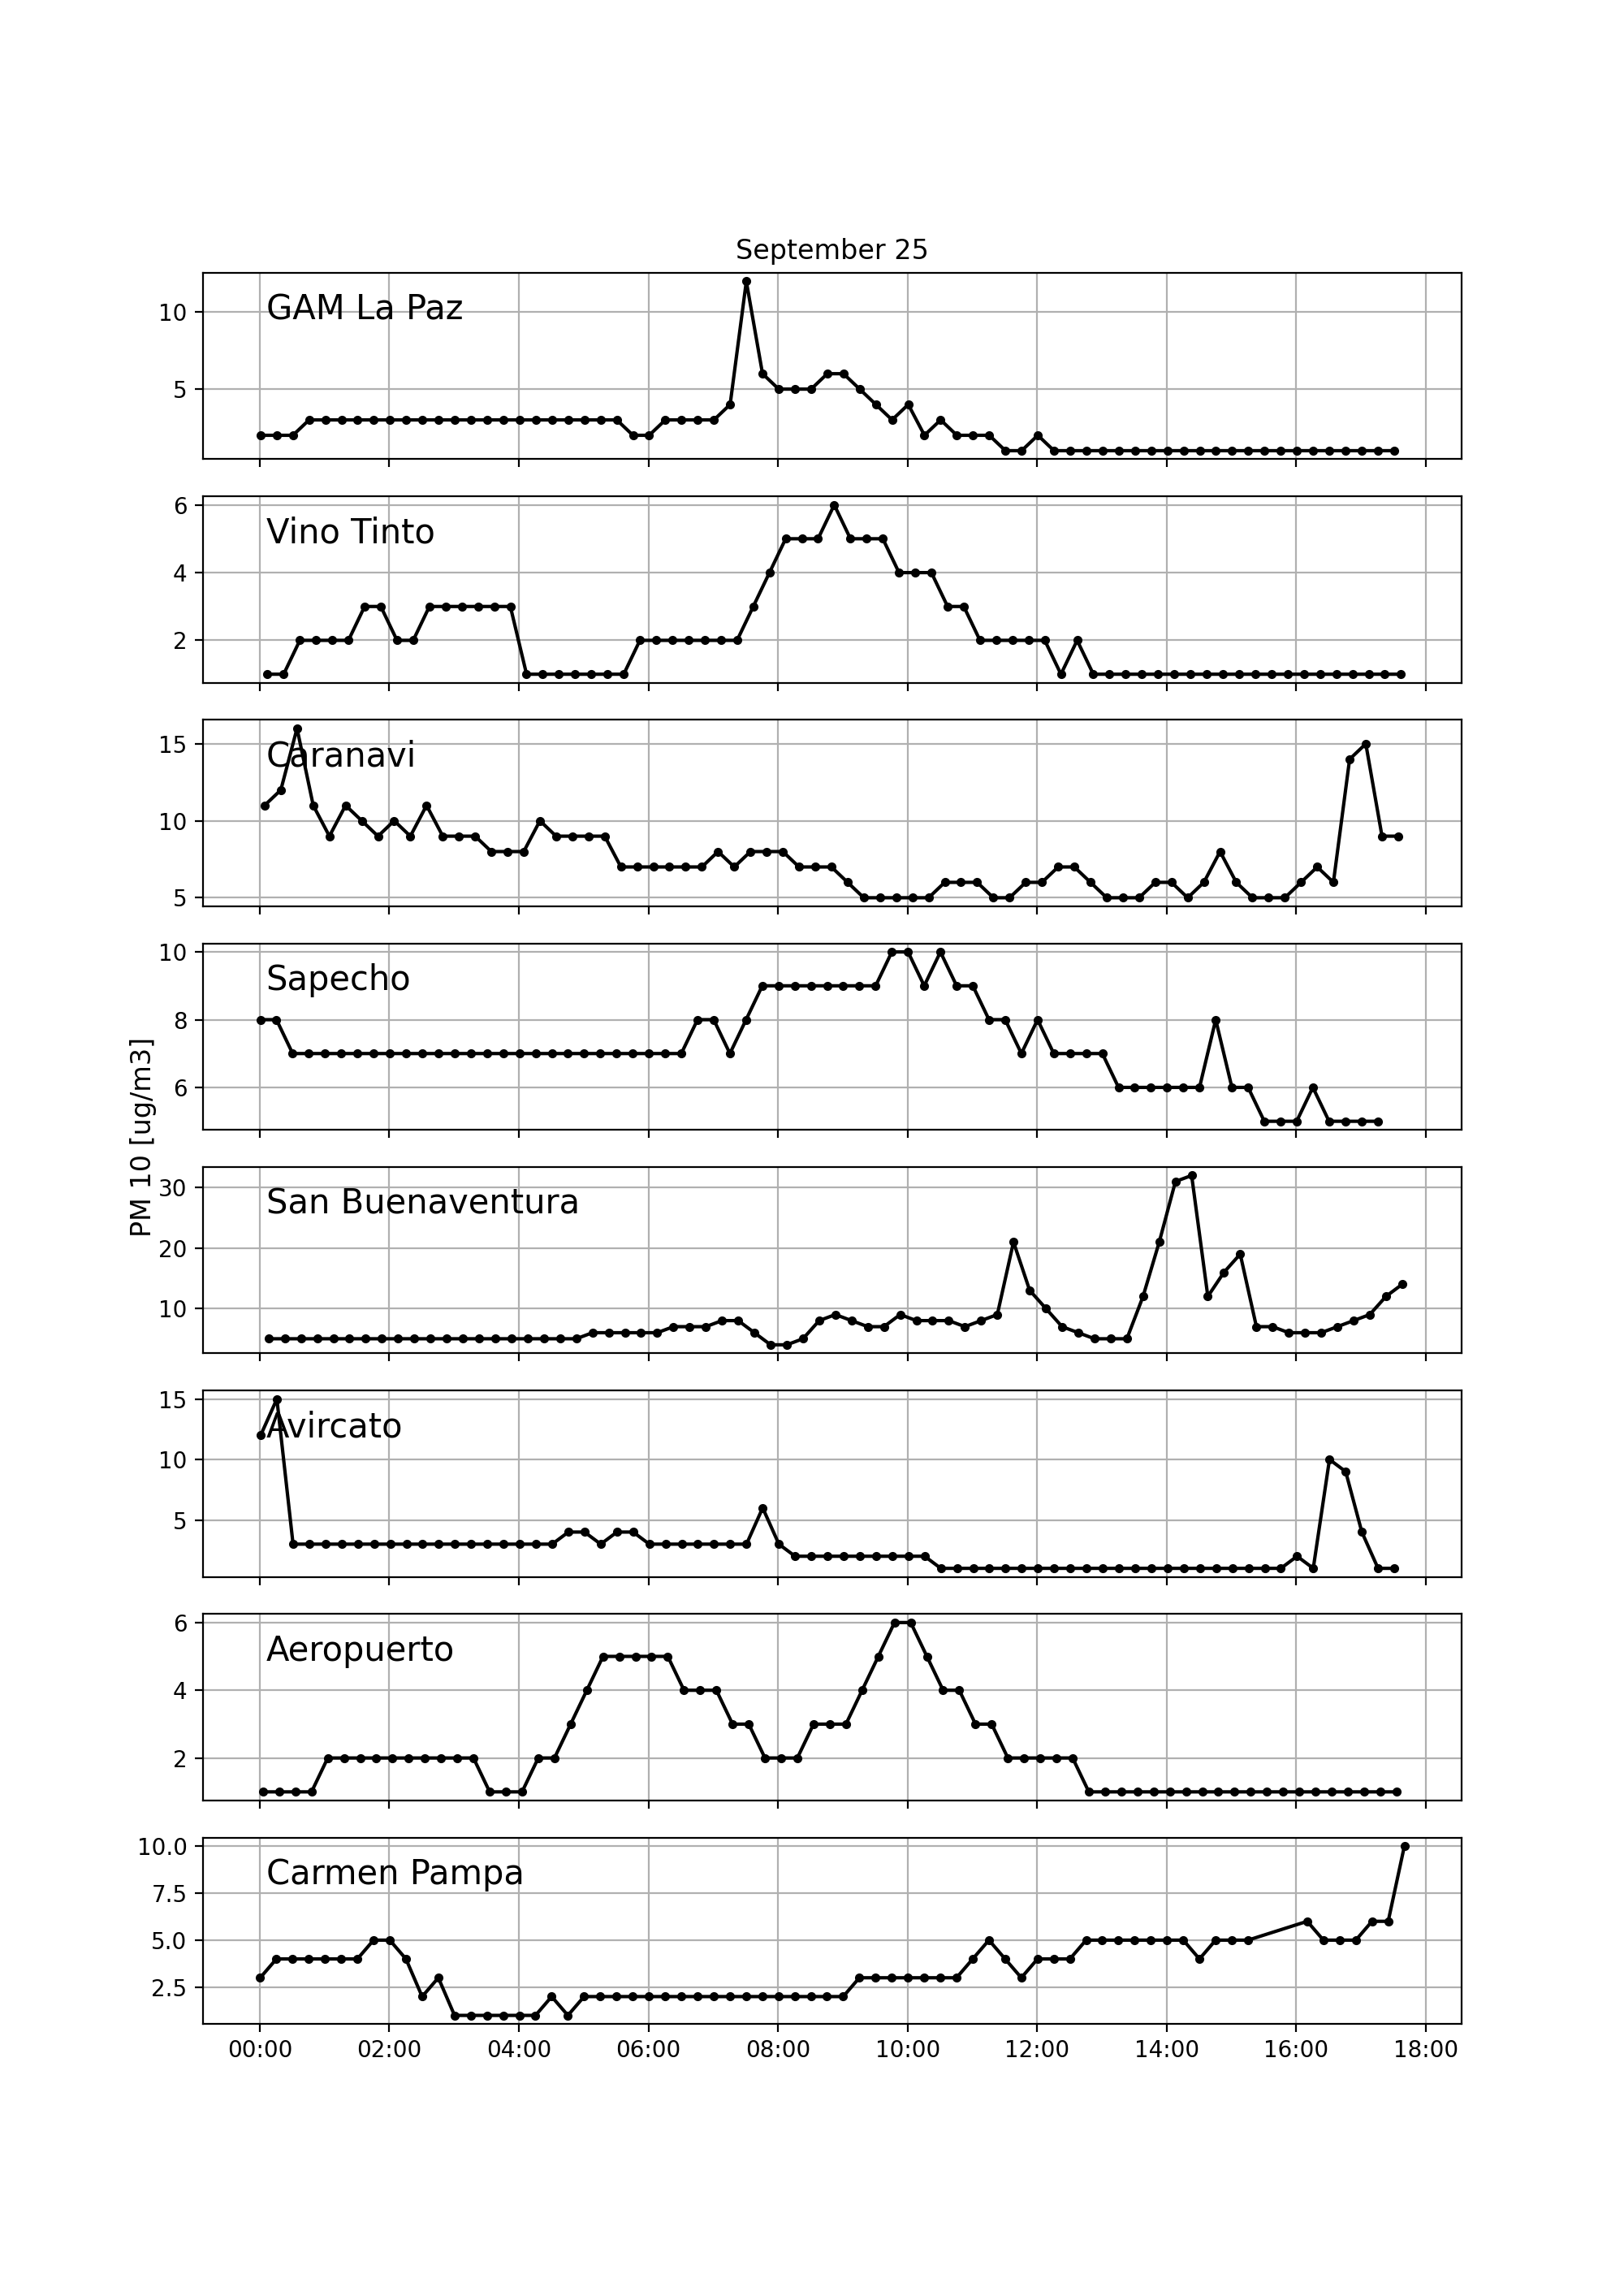 September 25
PM 10 [ug/m3]
GAM La Paz
10
5
Vino Tinto
6
4
2
Caranavi
15
10
5
Sapecho
10
8
6
San Buenaventura
30
20
10
Avircato
15
10
5
Aeropuerto
6
4
2
Carmen Pampa
10.0
7.5
5.0
2.5
00:00 02:00 04:00 06:00 08:00 10:00 12:00 14:00 16:00 18:00